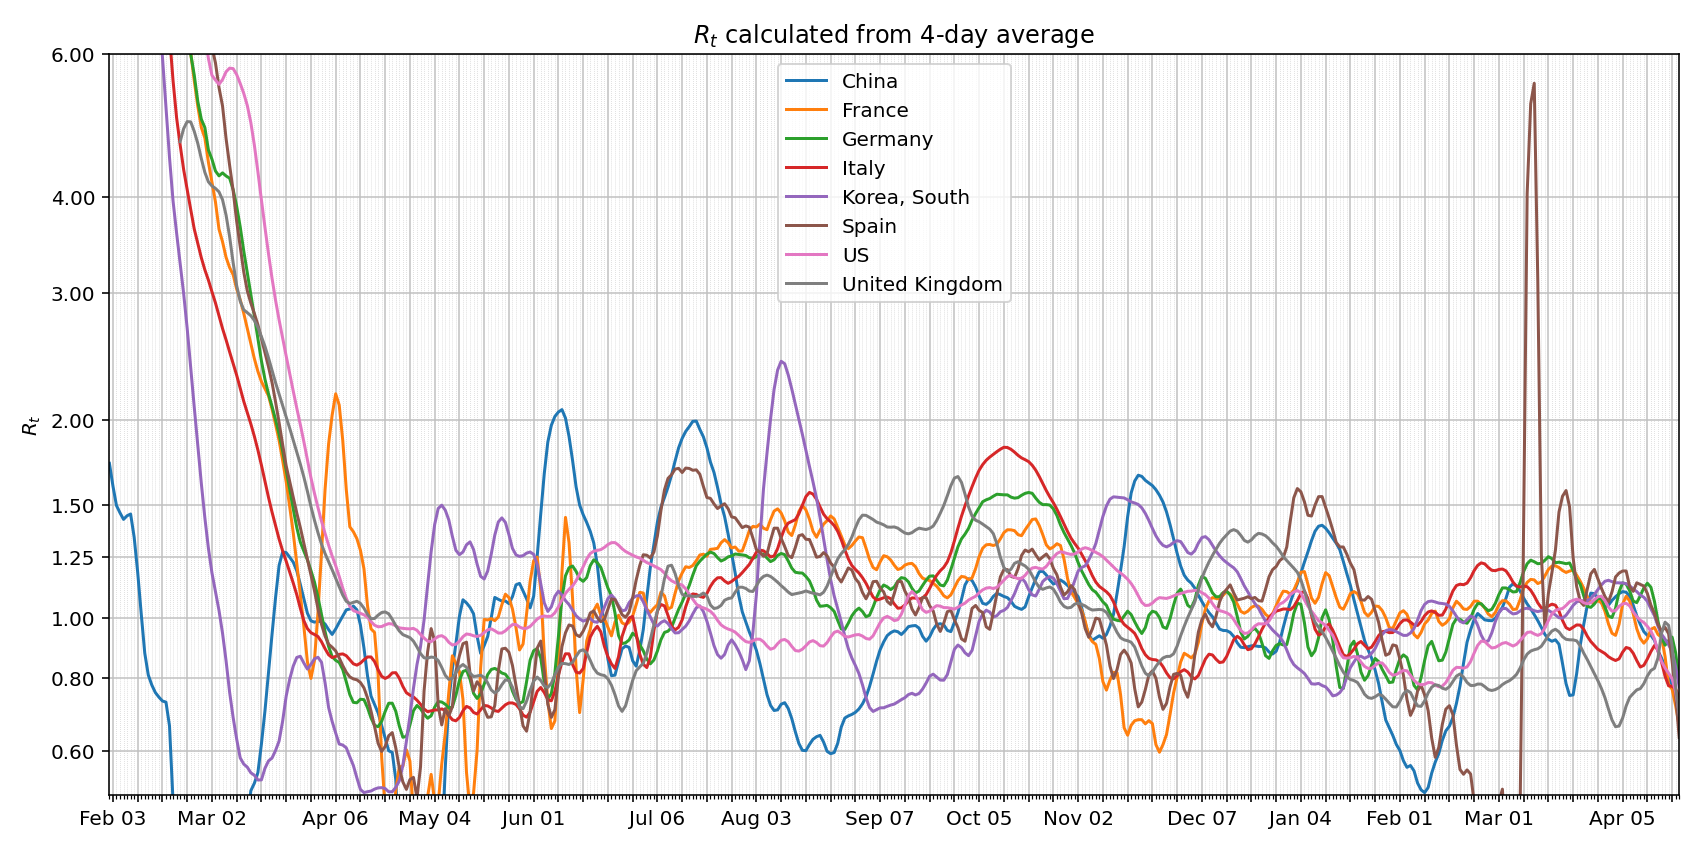 R_t calculated from 4-day average
R_t
6.00
4.00
3.00
2.00
1.50
1.25
1.00
0.80
0.60
China
France
Germany
Italy
Korea, South
Spain
US
United Kingdom
Feb 03 Mar 02 Apr 06 May 04 Jun 01 Jul 06 Aug 03 Sep 07 Oct 05 Nov 02 Dec 07 Jan 04 Feb 01 Mar 01 Apr 05